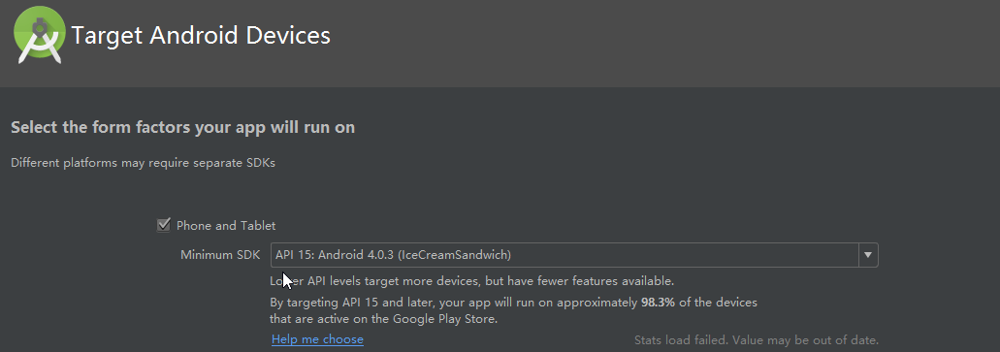 Target Android Devices
Select the form factors your app will run on
Different platforms may require separate SDKs
Phone and Tablet
Minimum SDK API 15: Android 4.0.3 (IceCreamSandwich)
Lower API levels target more devices, but have fewer features available.
By targeting API 15 and later, your app will run on approximately 98.3% of the devices
that are active on the Google Play Store.
Help me choose Stats load failed. Value may be out of date.